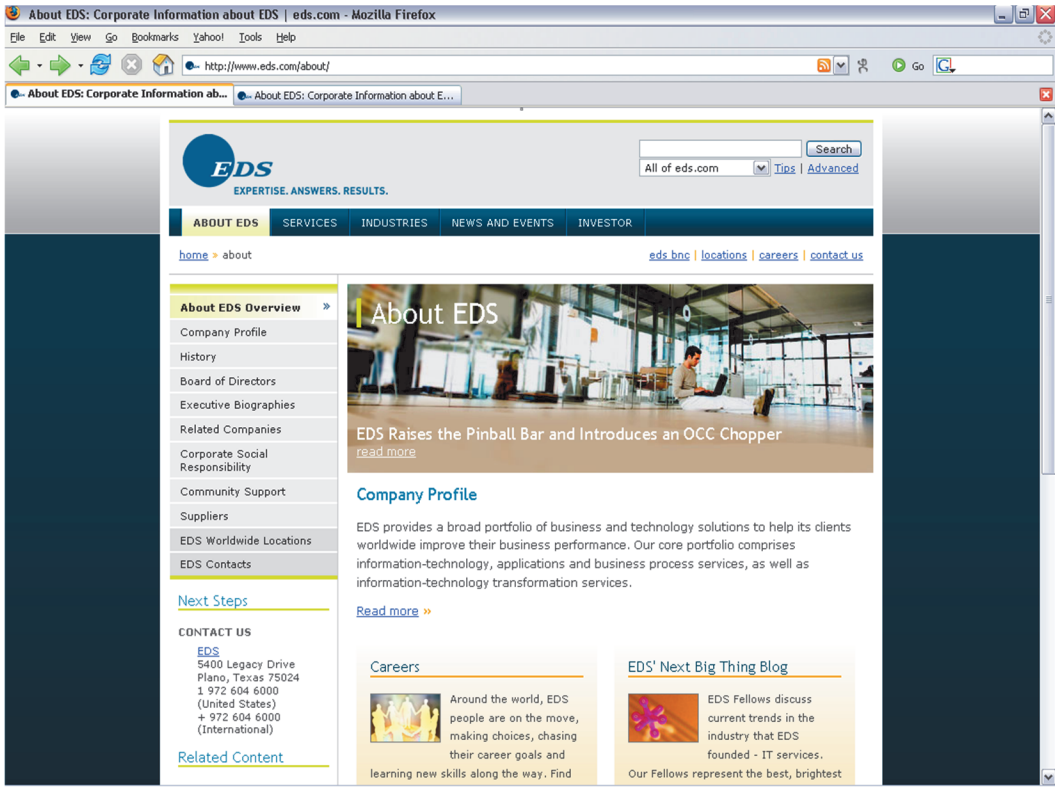 About EDS: Corporate Information about EDS | eds.com - Mozilla Firefox
File Edit View Go Bookmarks Yahoo! Tools Help
http://www.eds.com/about/
Go
G
About EDS: Corporate Information ab...
About EDS: Corporate Information about E...
EDS
EXPERTISE. ANSWERS. RESULTS.
Search
All of eds.com
Tips | Advanced
ABOUT EDS SERVICES INDUSTRIES NEWS AND EVENTS INVESTOR
home » about
eds bnc | locations | careers | contact us
About EDS Overview »
Company Profile
History
Board of Directors
Executive Biographies
Related Companies
Corporate Social
Responsibility
Community Support
Suppliers
EDS Worldwide Locations
EDS Contacts
Next Steps
CONTACT US
EDS
5400 Legacy Drive
Plano, Texas 75024
1 972 604 6000
(United States)
+ 972 604 6000
(International)
Related Content
About EDS
EDS Raises the Pinball Bar and Introduces an OCC Chopper
read more
Company Profile
EDS provides a broad portfolio of business and technology solutions to help its clients
worldwide improve their business performance. Our core portfolio comprises
information-technology, applications and business process services, as well as
information-technology transformation services.
Read more »
Careers
Around the world, EDS
people are on the move,
making choices, chasing
their career goals and
learning new skills along the way. Find
EDS' Next Big Thing Blog
EDS Fellows discuss
current trends in the
industry that EDS
founded - IT services.
Our Fellows represent the best, brightest